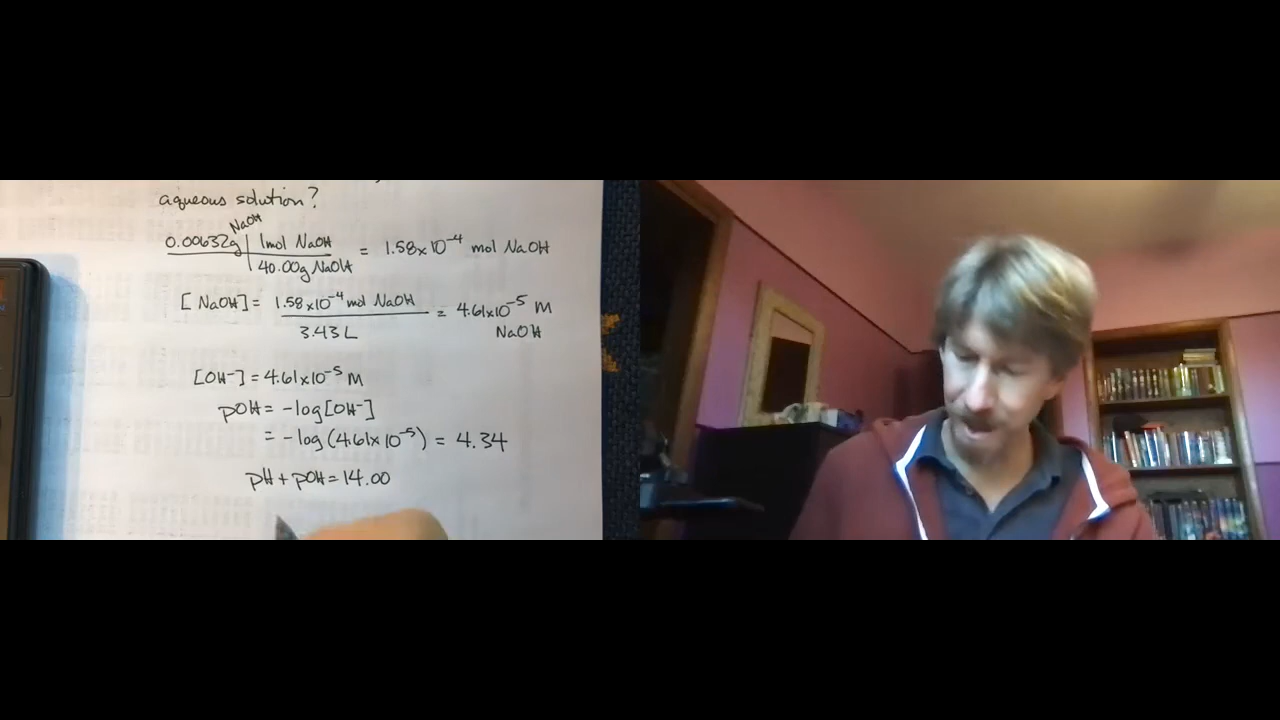 aqueous solution?
NaOH
0.00632g | 1mol NaOH = 1.58x10⁻⁴ mol NaOH
40.00g NaOH
[NaOH] = 1.58x10⁻⁴ mol NaOH = 4.61x10⁻⁵ M
3.43L NaOH
[OH⁻] = 4.61x10⁻⁵ M
pOH = -log[OH⁻]
= -log(4.61x10⁻⁵) = 4.34
pH + pOH = 14.00